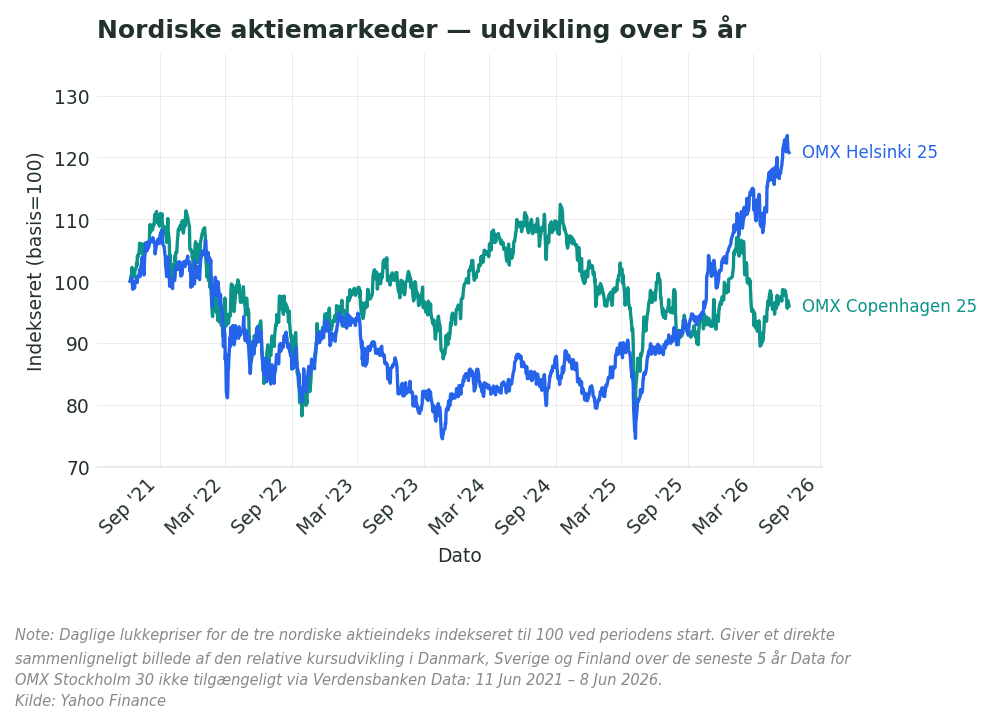 Nordiske aktiemarkeder — udvikling over 5 år
Indekseret (basis=100)
130
120
110
100
90
80
70
OMX Helsinki 25
OMX Copenhagen 25
Sep '21
Mar '22
Sep '22
Mar '23
Sep '23
Mar '24
Sep '24
Mar '25
Sep '25
Mar '26
Sep '26
Dato
Note: Daglige lukkepriser for de tre nordiske aktieindeks indekseret til 100 ved periodens start. Giver et direkte
sammenligneligt billede af den relative kursudvikling i Danmark, Sverige og Finland over de seneste 5 år Data for
OMX Stockholm 30 ikke tilgængeligt via Verdensbanken Data: 11 Jun 2021 – 8 Jun 2026.
Kilde: Yahoo Finance